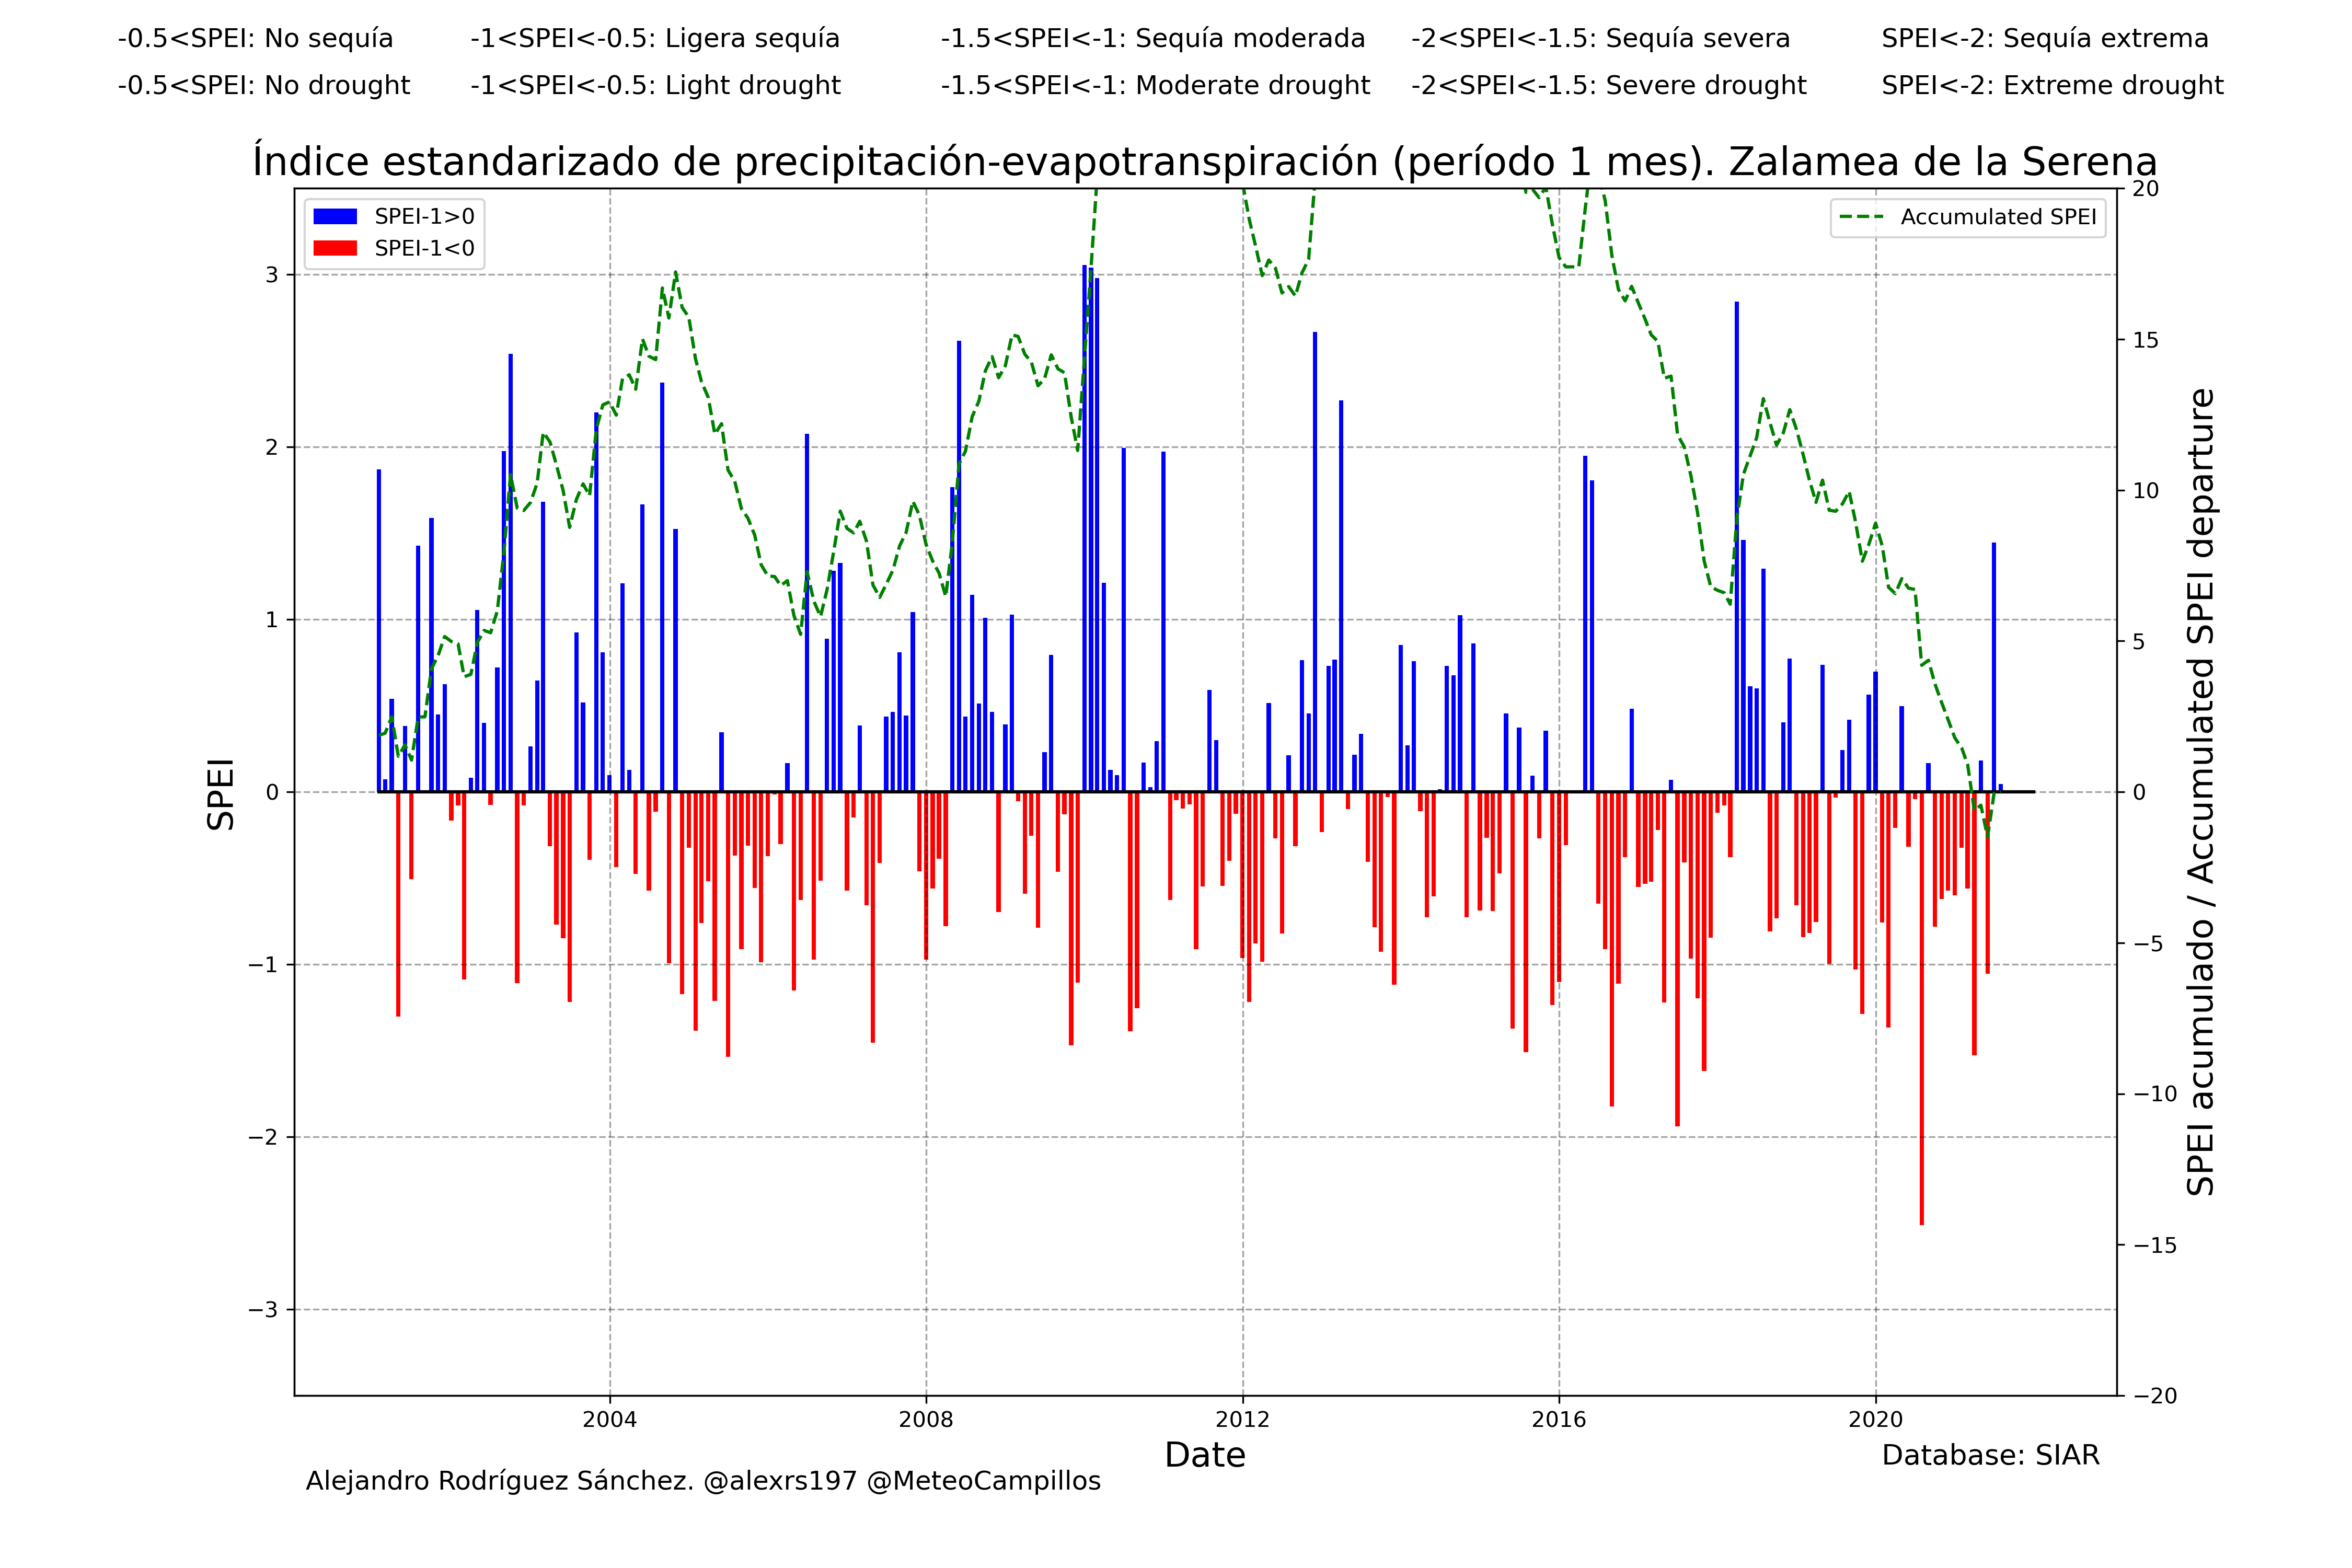 -0.5<SPEI: No sequía -1<SPEI<-0.5: Ligera sequía -1.5<SPEI<-1: Sequía moderada -2<SPEI<-1.5: Sequía severa SPEI<-2: Sequía extrema
-0.5<SPEI: No drought -1<SPEI<-0.5: Light drought -1.5<SPEI<-1: Moderate drought -2<SPEI<-1.5: Severe drought SPEI<-2: Extreme drought
Índice estandarizado de precipitación-evapotranspiración (período 1 mes). Zalamea de la Serena
SPEI-1>0
SPEI-1<0
Accumulated SPEI
SPEI
3
2
1
0
−1
−2
−3
20
15
10
5
0
−5
−10
−15
−20
SPEI acumulado / Accumulated SPEI departure
2004 2008 2012 2016 2020
Date
Database: SIAR
Alejandro Rodríguez Sánchez. @alexrs197 @MeteoCampillos